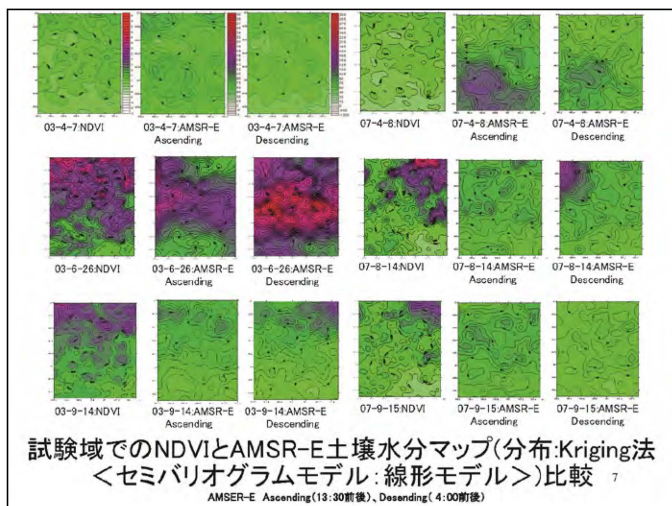 03-4-7:NDVI
03-4-7:AMSR-E
Ascending
03-4-7:AMSR-E
Descending
07-4-8:NDVI
07-4-8:AMSR-E
Ascending
07-4-8:AMSR-E
Descending
03-6-26:NDVI
03-6-26:AMSR-E
Ascending
03-6-26:AMSR-E
Descending
07-8-14:NDVI
07-8-14:AMSR-E
Ascending
07-8-14:AMSR-E
Descending
03-9-14:NDVI
03-9-14:AMSR-E
Ascending
03-9-14:AMSR-E
Descending
07-9-15:NDVI
07-9-15:AMSR-E
Ascending
07-9-15:AMSR-E
Descending
試験域でのNDVIとAMSR-E土壌水分マップ(分布:Kriging法
<セミバリオグラムモデル:線形モデル>)比較 7
AMSER-E Ascending(13:30前後)、Desending( 4:00前後)